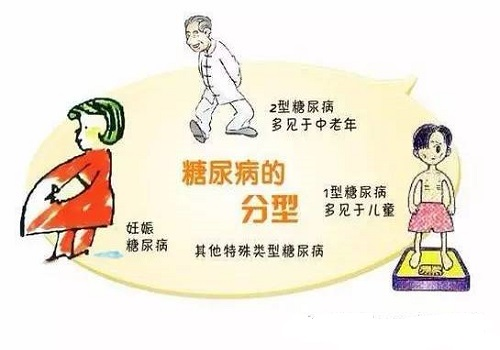 2型糖尿病
多见于中老年
糖尿病的
分型
1型糖尿病
多见于儿童
妊娠
糖尿病
其他特殊类型糖尿病